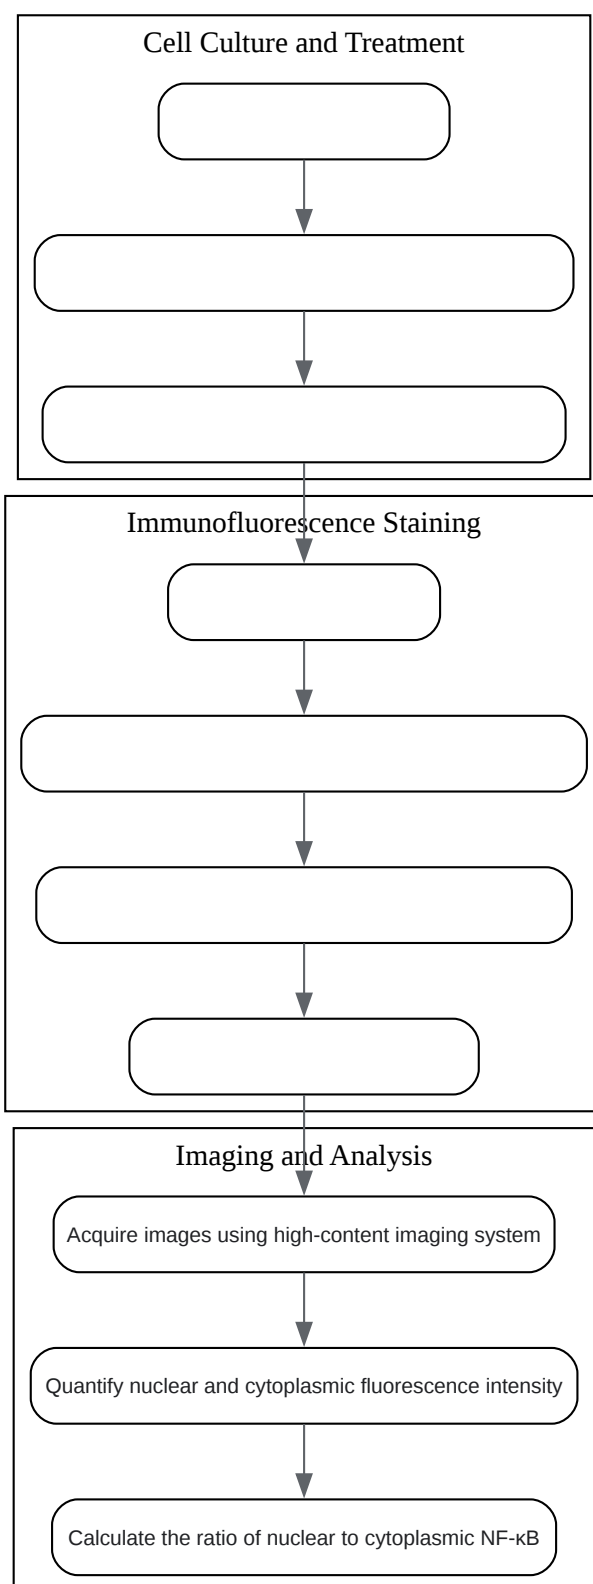 Cell Culture and Treatment
Immunofluorescence Staining
Imaging and Analysis
Acquire images using high-content imaging system
Quantify nuclear and cytoplasmic fluorescence intensity
Calculate the ratio of nuclear to cytoplasmic NF-κB